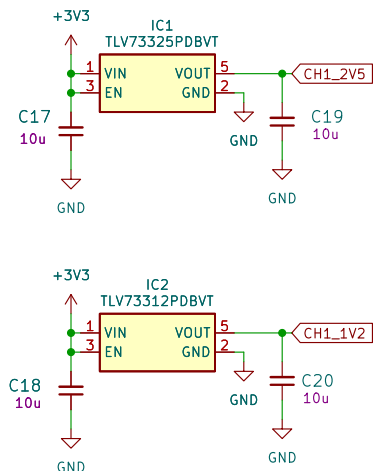 +3V3
IC1
TLV73325PDBVT
1 VIN VOUT 5 CH1_2V5
3 EN GND 2
C17 C19
10u GND 10u
GND GND
+3V3
IC2
TLV73312PDBVT
1 VIN VOUT 5 CH1_1V2
3 EN GND 2
C18 C20
10u GND 10u
GND GND